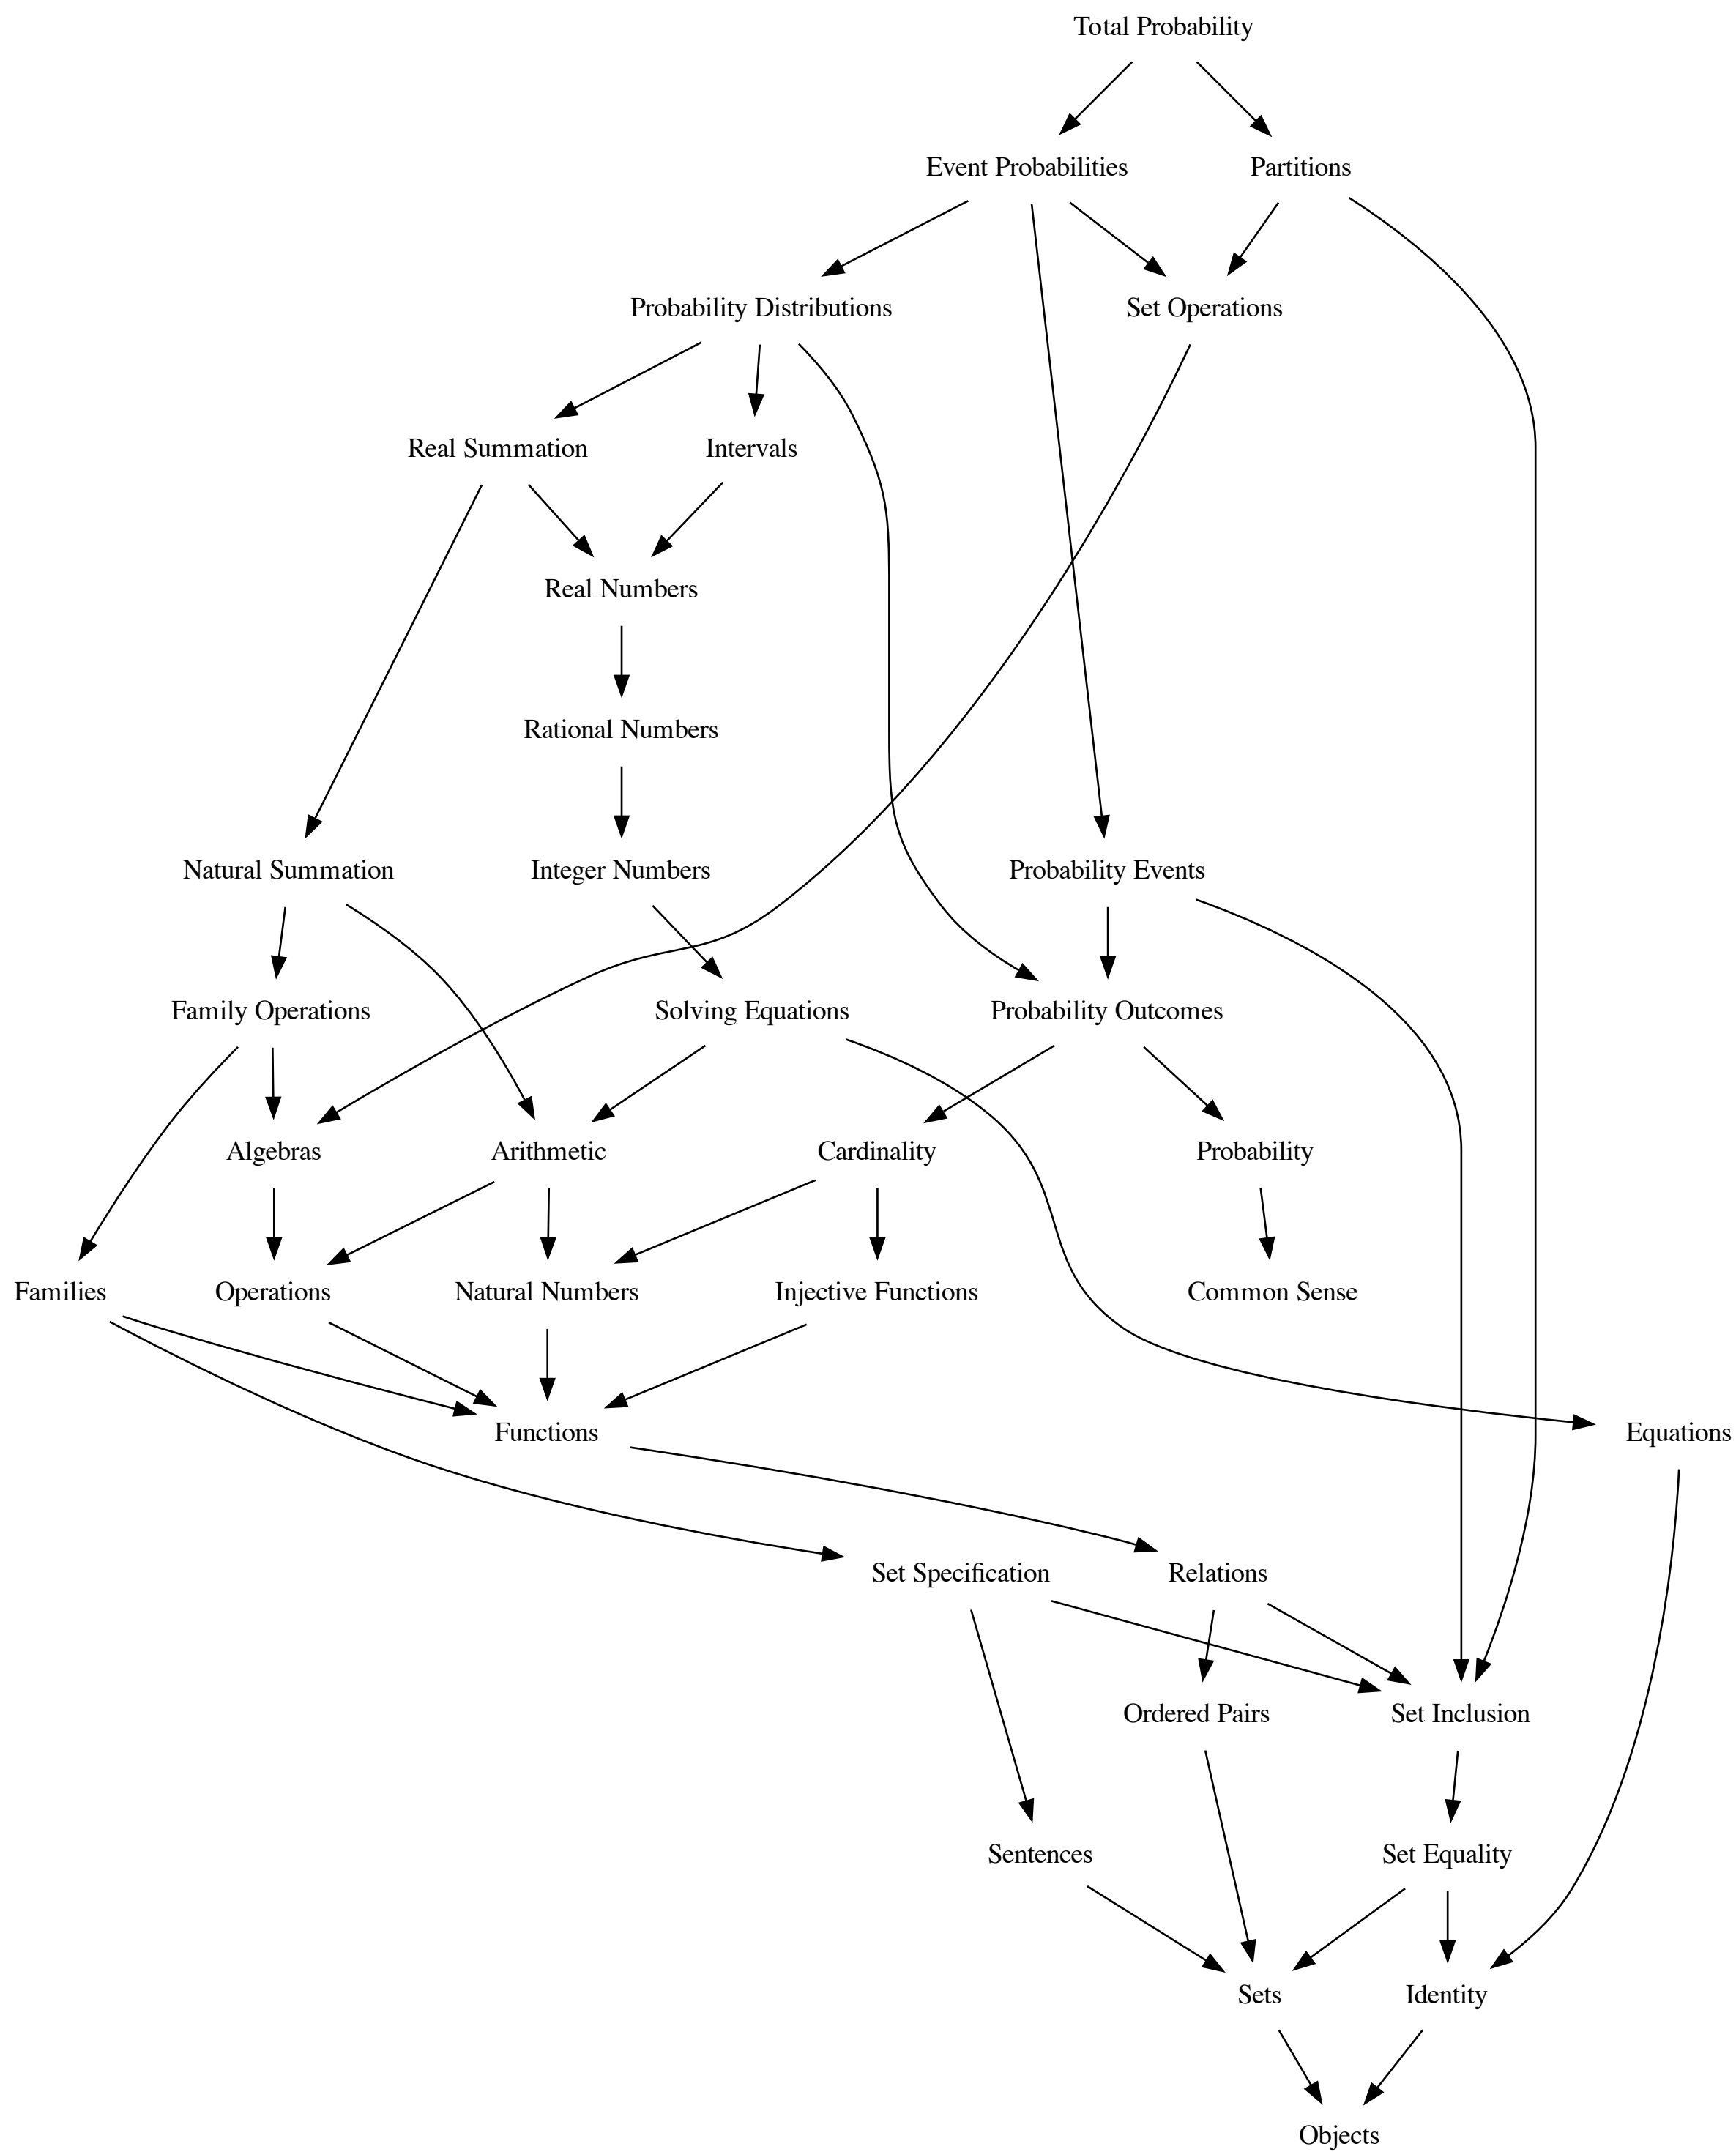 Total Probability
Event Probabilities
Partitions
Probability Distributions
Set Operations
Real Summation
Intervals
Real Numbers
Rational Numbers
Natural Summation
Integer Numbers
Probability Events
Family Operations
Solving Equations
Probability Outcomes
Algebras
Arithmetic
Cardinality
Probability
Families
Operations
Natural Numbers
Injective Functions
Common Sense
Functions
Equations
Set Specification
Relations
Ordered Pairs
Set Inclusion
Sentences
Set Equality
Sets
Identity
Objects